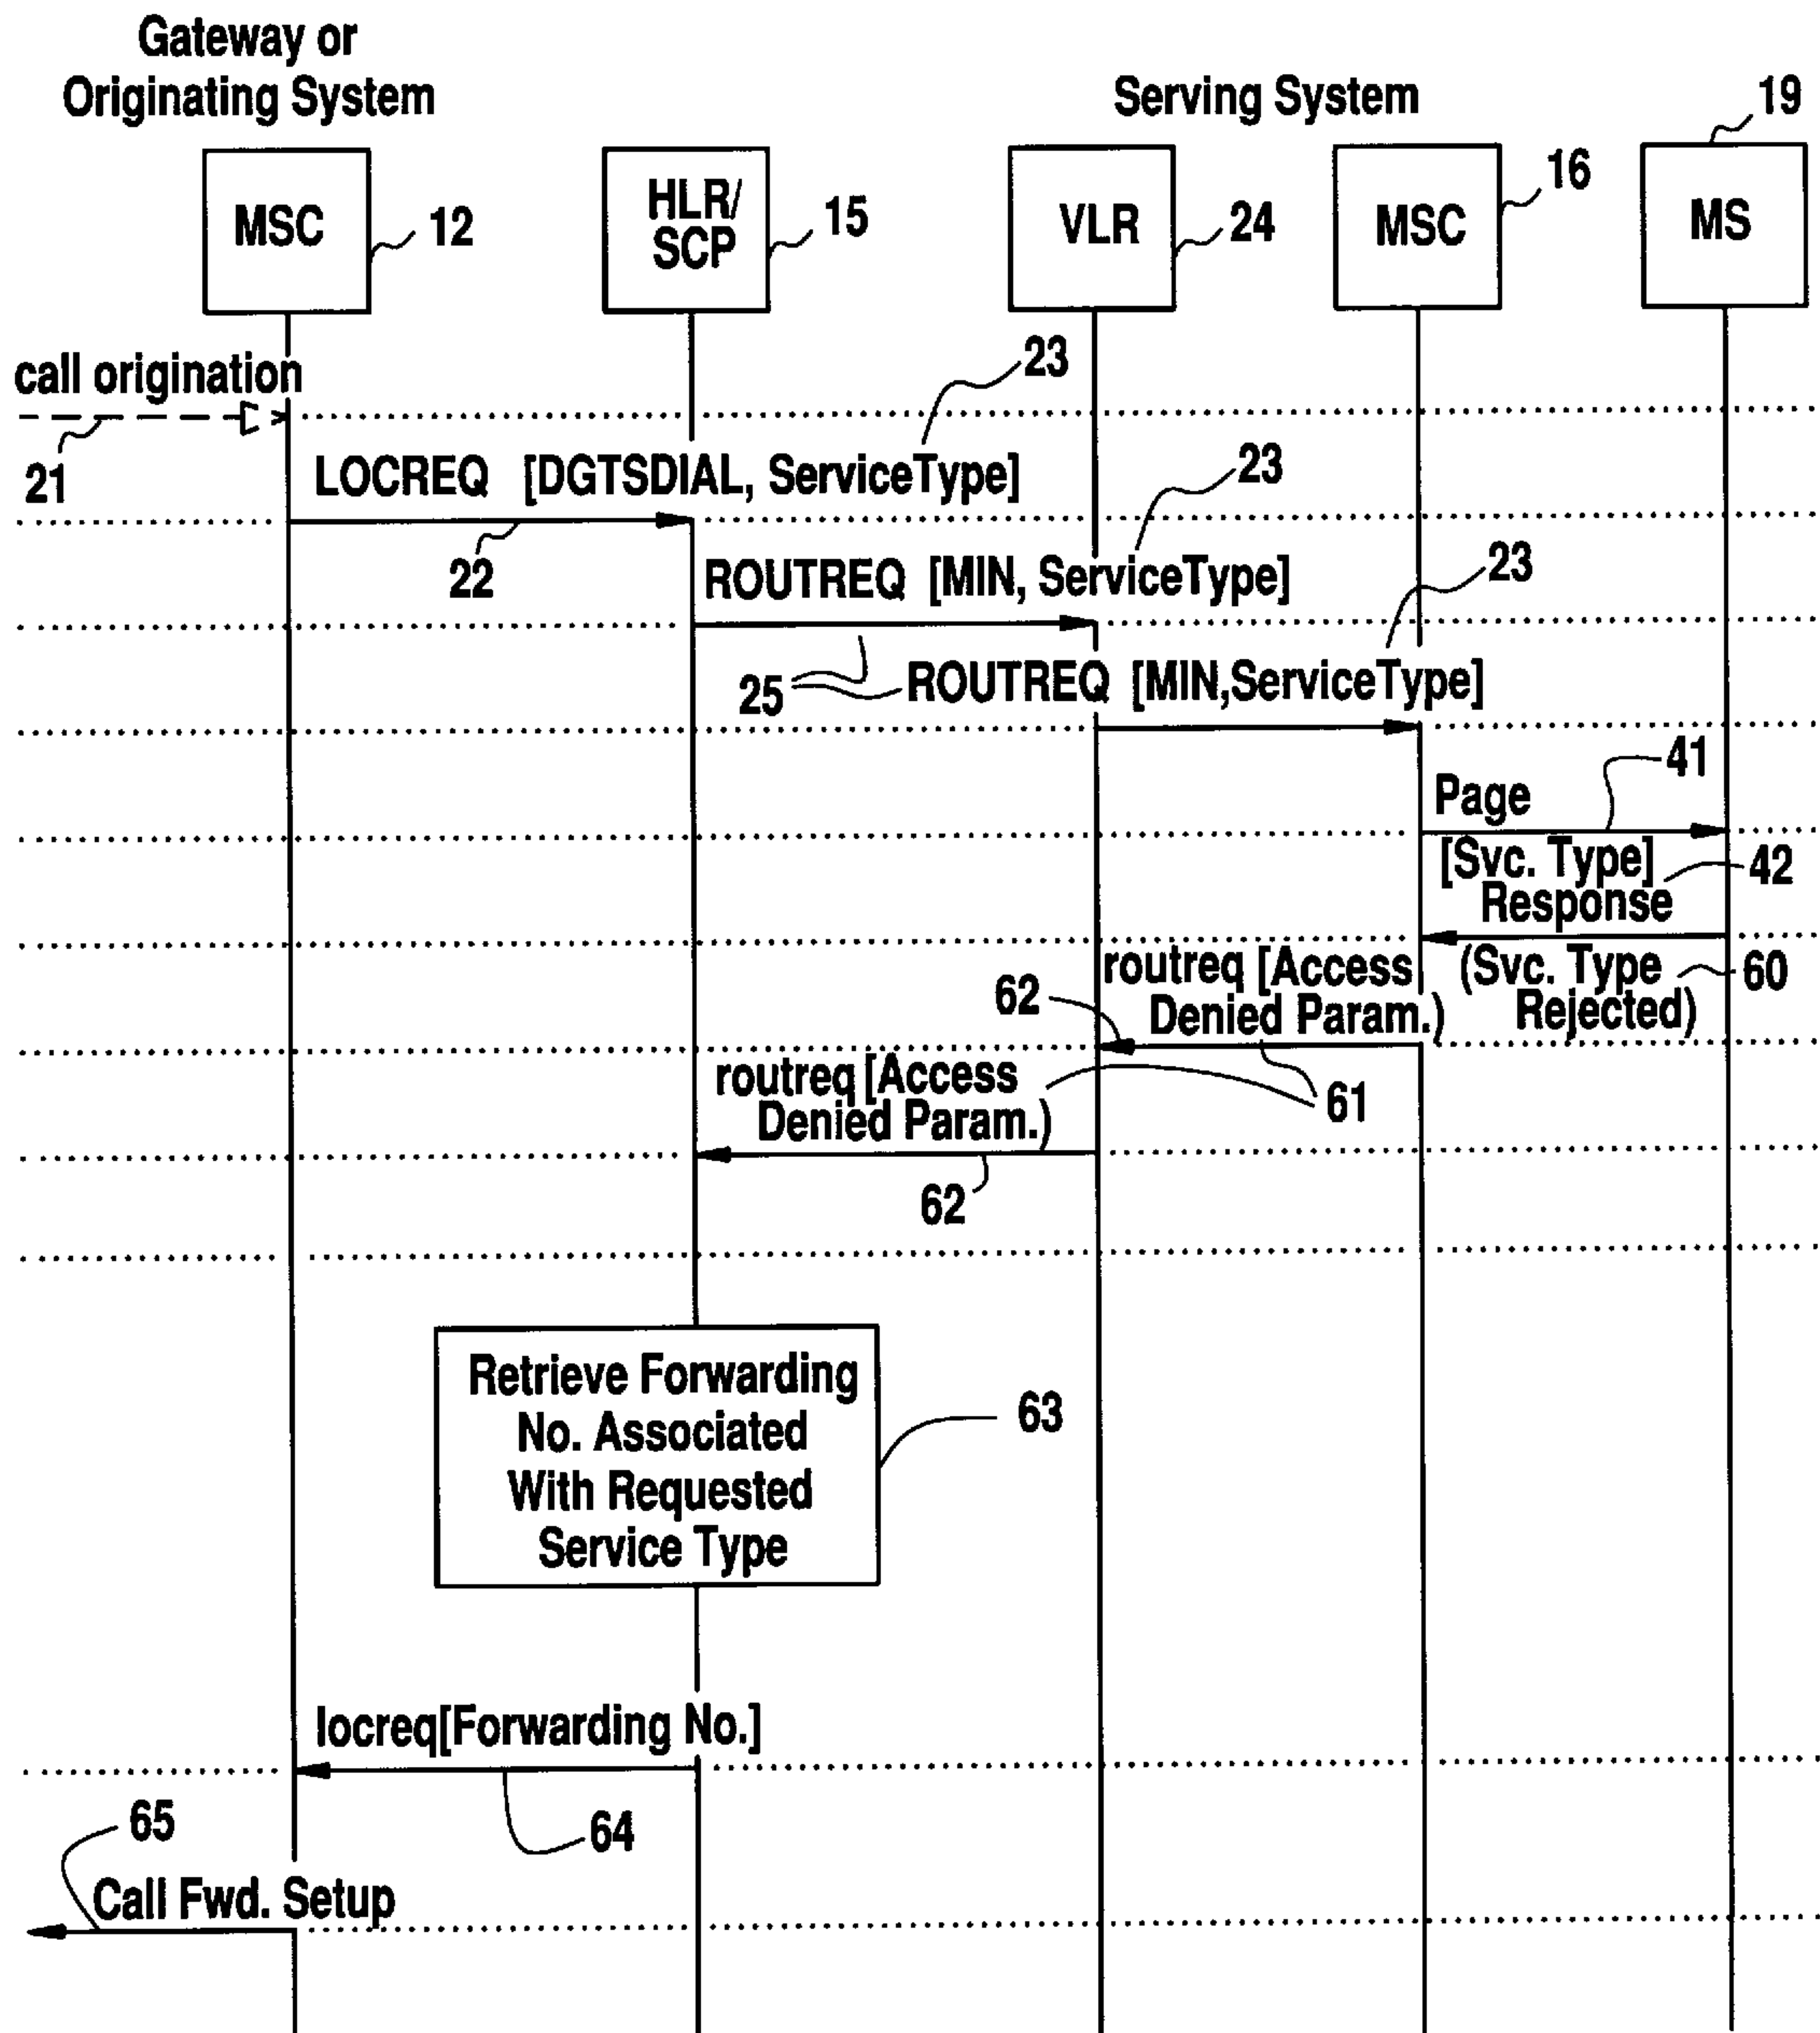 Gateway or
Originating System
Serving System
19
MSC
12
HLR/
SCP
15
VLR
24
MSC
16
MS
call origination
21
23
LOCREQ [DGTSDIAL, ServiceType]
22
23
ROUTREQ [MIN, ServiceType]
23
25
ROUTREQ [MIN,ServiceType]
41
Page
[Svc. Type]
Response
42
routreq [Access
Denied Param.)
(Svc. Type
Rejected)
60
62
routreq [Access
Denied Param.)
61
62
Retrieve Forwarding
No. Associated
With Requested
Service Type
63
locreq[Forwarding No.]
64
65
Call Fwd. Setup